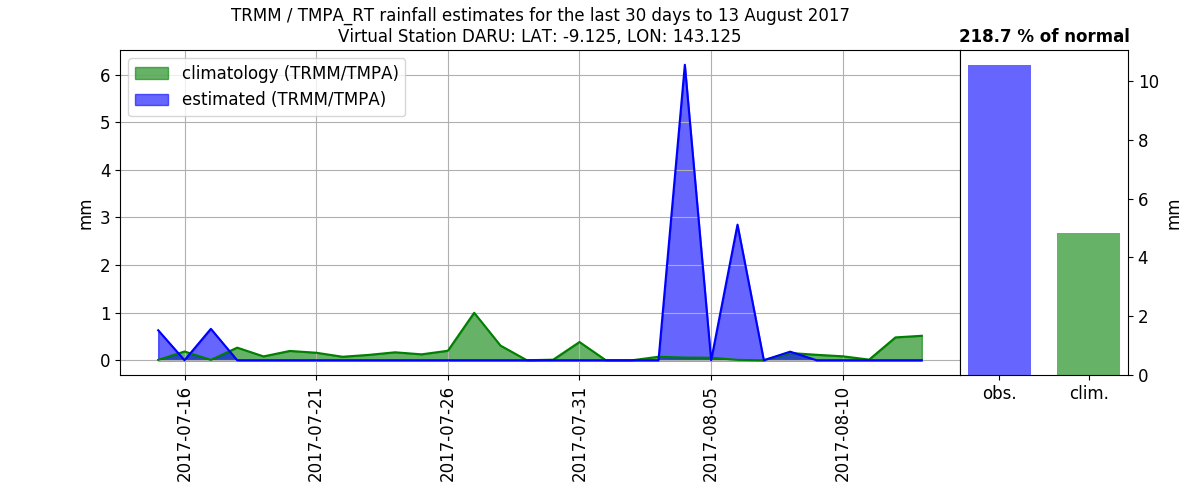 TRMM / TMPA_RT rainfall estimates for the last 30 days to 13 August 2017
Virtual Station DARU: LAT: -9.125, LON: 143.125
218.7 % of normal
climatology (TRMM/TMPA)
estimated (TRMM/TMPA)
6
5
4
3
2
1
0
mm
2017-07-16
2017-07-21
2017-07-26
2017-07-31
2017-08-05
2017-08-10
10
8
6
4
2
0
mm
obs.
clim.